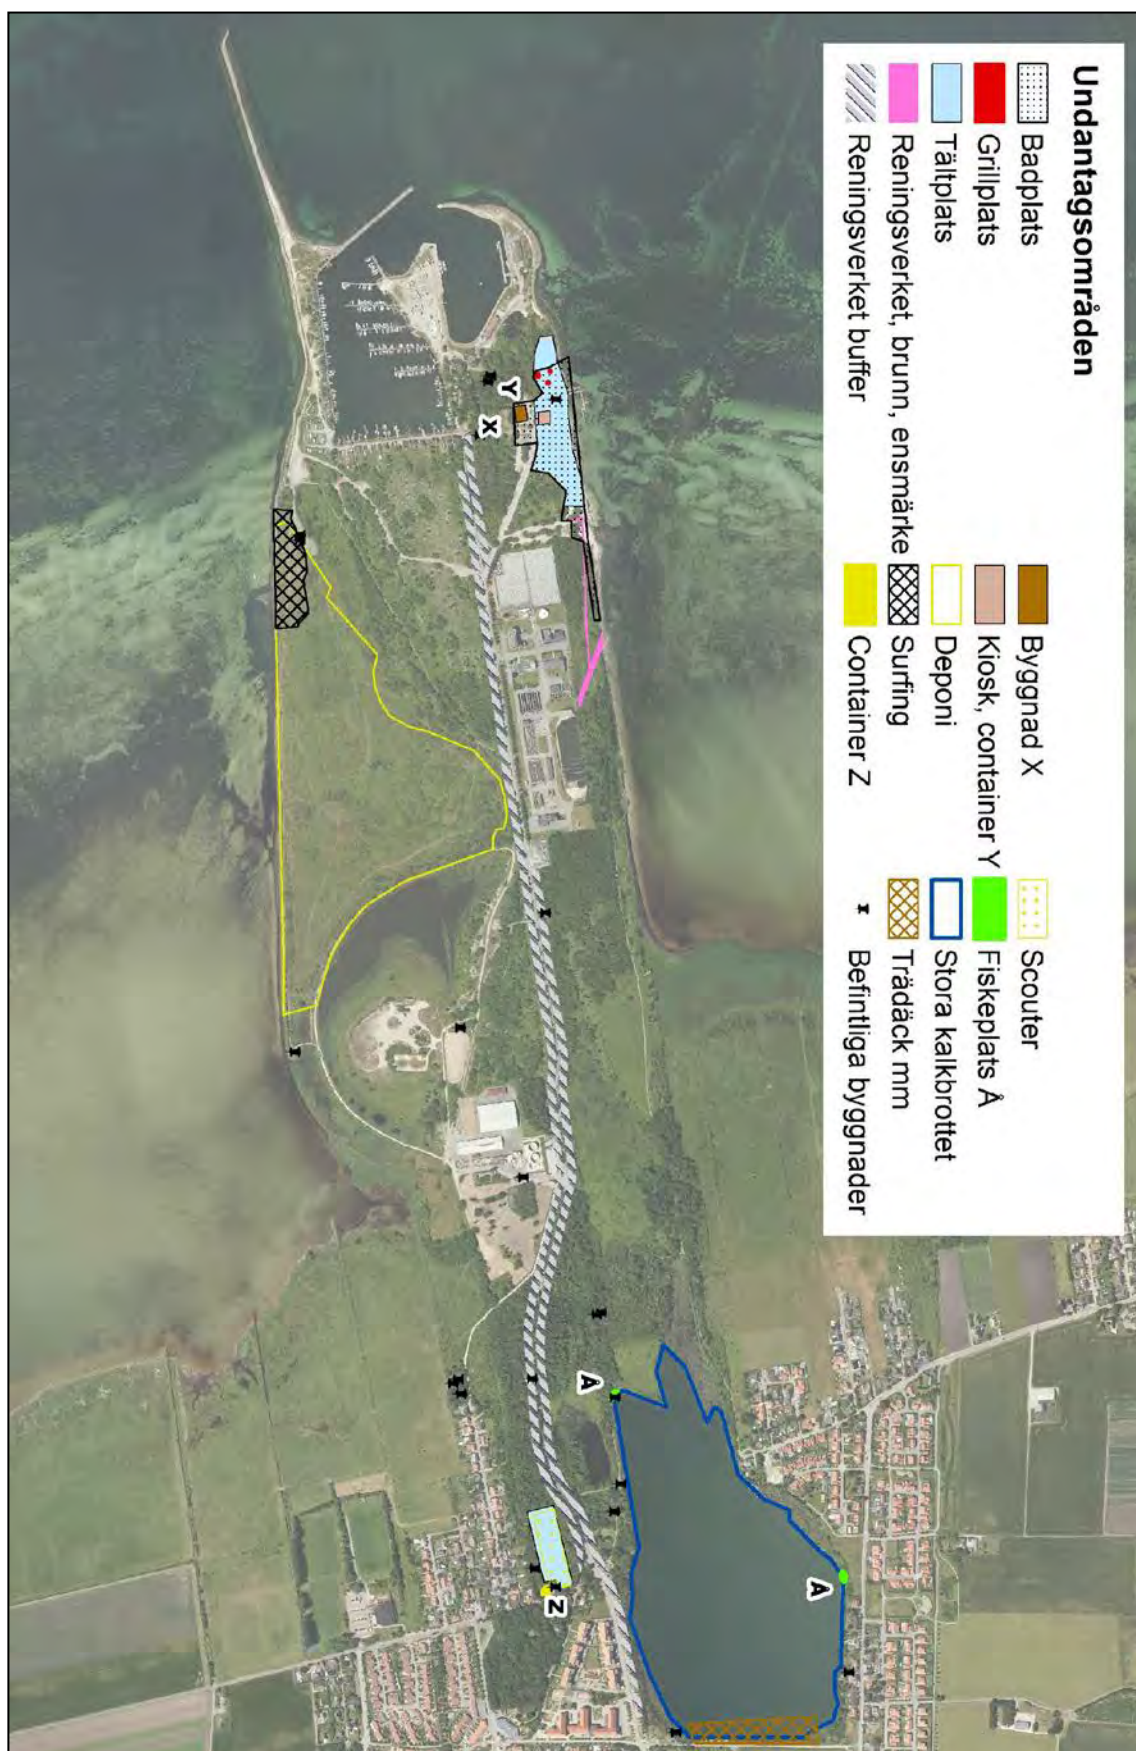 Undantagsområden
Badplats
Grillplats
Tältplats
Reningsverket, brunn, ensmärke
Reningsverket buffer
Byggnad X
Kiosk, container Y
Deponi
Surfing
Container Z
Scouter
Fiskeplats Å
Stora kalkbrottet
Trädäck mm
Befintliga byggnader
Y
X
Å
Å
Z